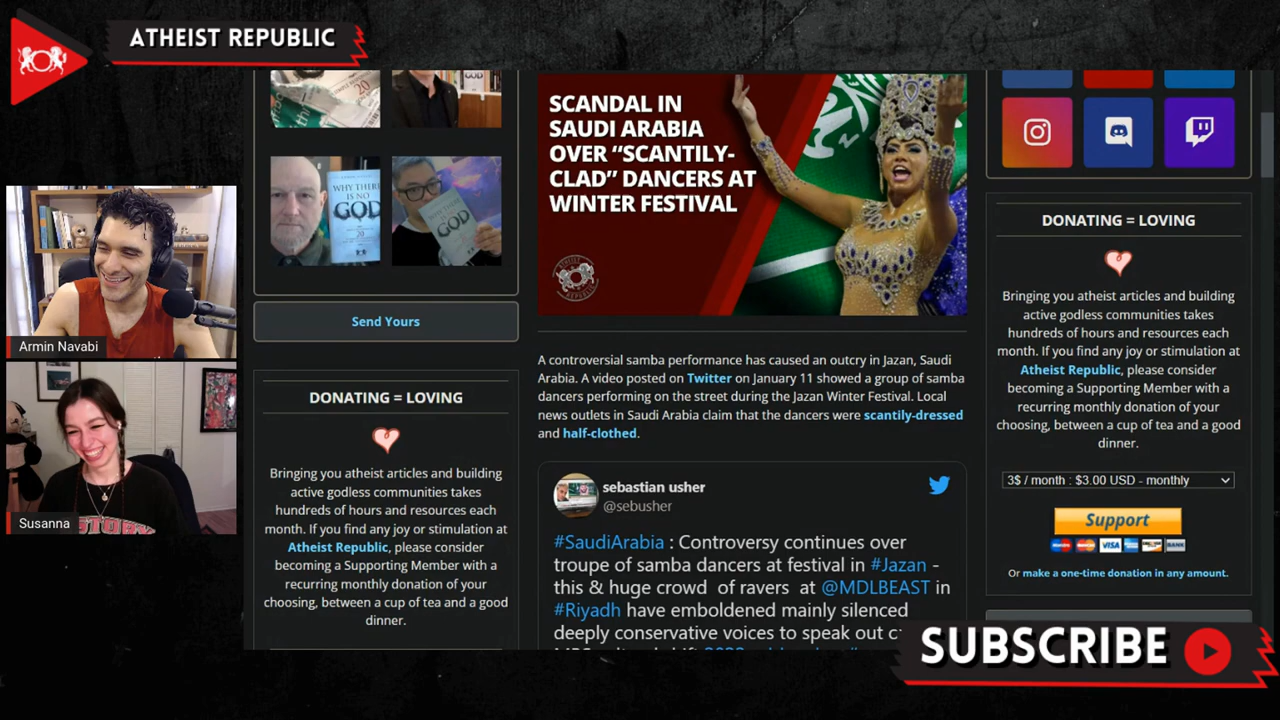 ATHEIST REPUBLIC
Armin Navabi
Susanna
WHY THERE
IS NO
GOD
20
GOD
Send Yours
DONATING = LOVING
Bringing you atheist articles and building
active godless communities takes
hundreds of hours and resources each
month. If you find any joy or stimulation at
Atheist Republic, please consider
becoming a Supporting Member with a
recurring monthly donation of your
choosing, between a cup of tea and a good
dinner.
SCANDAL IN
SAUDI ARABIA
OVER “SCANTILY-
CLAD” DANCERS AT
WINTER FESTIVAL
A controversial samba performance has caused an outcry in Jazan, Saudi
Arabia. A video posted on Twitter on January 11 showed a group of samba
dancers performing on the street during the Jazan Winter Festival. Local
news outlets in Saudi Arabia claim that the dancers were scantily-dressed
and half-clothed.
sebastian usher
@sebusher
#SaudiArabia : Controversy continues over
troupe of samba dancers at festival in #Jazan -
this & huge crowd of ravers at @MDLBEAST in
#Riyadh have emboldened mainly silenced
deeply conservative voices to speak out
DONATING = LOVING
Bringing you atheist articles and building
active godless communities takes
hundreds of hours and resources each
month. If you find any joy or stimulation at
Atheist Republic, please consider
becoming a Supporting Member with a
recurring monthly donation of your
choosing, between a cup of tea and a good
dinner.
3$ / month : $3.00 USD - monthly
Support
VISA
BANK
Or make a one-time donation in any amount.
SUBSCRIBE